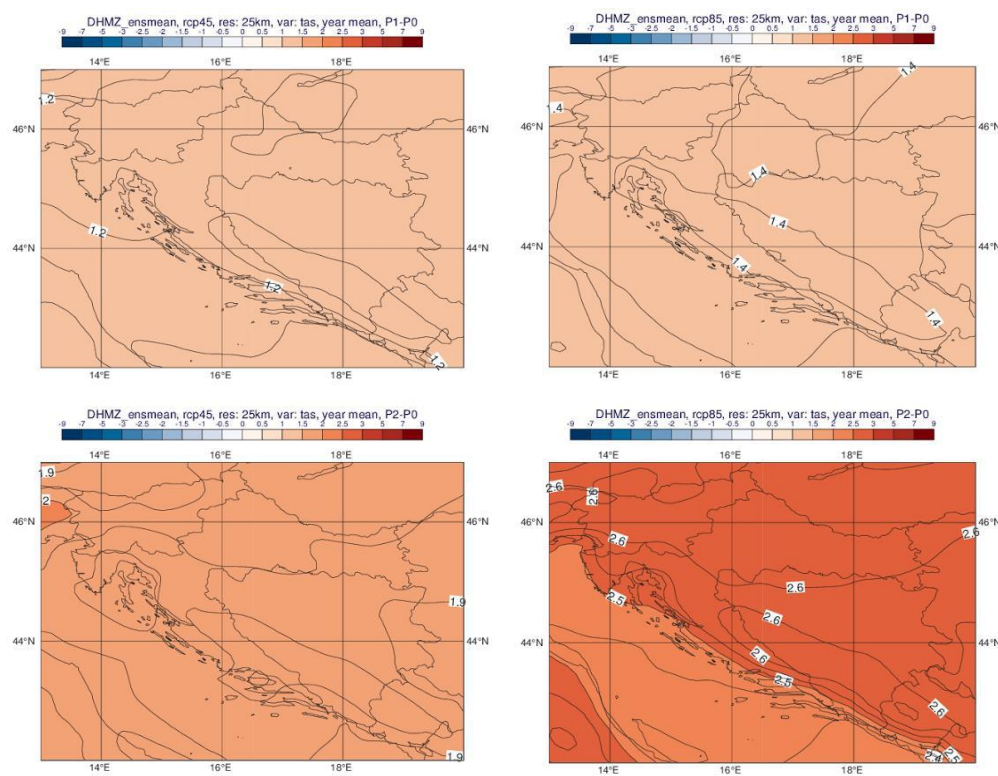 DHMZ_ensmean, rcp45, res: 25km, var: tas, year mean, P1-P0
-9 -7 -5 -3 -2.5 -2 -1.5 -1 -0.5 0 0.5 1 1.5 2 2.5 3 5 7 9
14°E 16°E 18°E
1.2
46°N
1.2
44°N
1.2
1.2
14°E 16°E 18°E
DHMZ_ensmean, rcp85, res: 25km, var: tas, year mean, P1-P0
-9 -7 -5 -3 -2.5 -2 -1.5 -1 -0.5 0 0.5 1 1.5 2 2.5 3 5 7 9
14°E 16°E 18°E
1.4
1.4
46°N 46°N
1.4
1.4
44°N 44°N
1.4
1.4
14°E 16°E 18°E
DHMZ_ensmean, rcp45, res: 25km, var: tas, year mean, P2-P0
-9 -7 -5 -3 -2.5 -2 -1.5 -1 -0.5 0 0.5 1 1.5 2 2.5 3 5 7 9
14°E 16°E 18°E
1.9
2
46°N
1.9
44°N
1.9
14°E 16°E 18°E
DHMZ_ensmean, rcp85, res: 25km, var: tas, year mean, P2-P0
-9 -7 -5 -3 -2.5 -2 -1.5 -1 -0.5 0 0.5 1 1.5 2 2.5 3 5 7 9
14°E 16°E 18°E
2.6 2.6
46°N 46°N
2.6 2.6
2.6
2.5
2.6
44°N 44°N
2.6
2.5
2.6
2.5
2.4
14°E 16°E 18°E